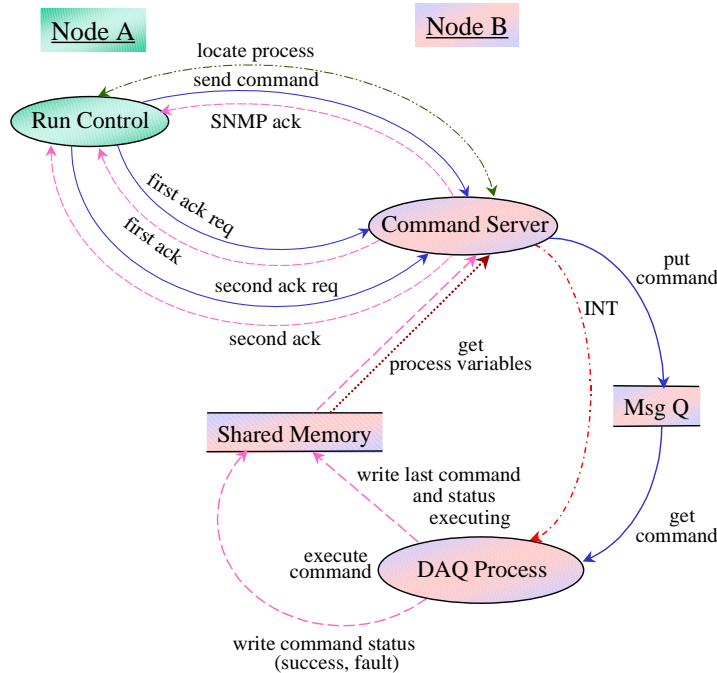 Node A
Node B
locate process
send command
Run Control
SNMP ack
first ack req
first ack
Command Server
second ack req
second ack
put
command
INT
get
process variables
Msg Q
Shared Memory
write last command
and status
executing
get
command
execute
command
DAQ Process
write command status
(success, fault)